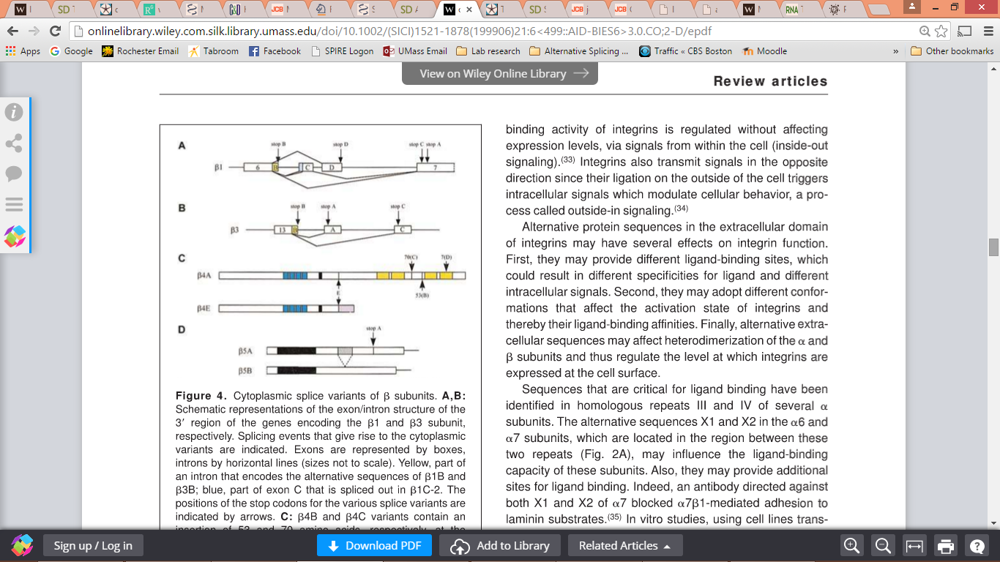 W
SD T
c
R⁶ v
M
H
JCB M
F
S
SD A
W c ×
T
SD S
JCB j
JCB C
I
a
W M
RNA T
F
onlinelibrary.wiley.com.silk.library.umass.edu/doi/10.1002/(SICI)1521-1878(199906)21:6<499::AID-BIES6>3.0.CO;2-D/epdf
Apps Google Rochester Email Tabroom Facebook SPIRE Logon UMass Email Lab research Alternative Splicing ... Traffic « CBS Boston Moodle » Other bookmarks
View on Wiley Online Library
Review articles
A
stop B stop D stop C stop A
β1 6 B C D 7
B
stop B stop A stop C
β3 13 B A C
C
70(C) 7(D)
β4A
E 53(B)
β4E
D
stop A
β5A
β5B
Figure 4. Cytoplasmic splice variants of β subunits. A,B:
Schematic representations of the exon/intron structure of the
3′ region of the genes encoding the β1 and β3 subunit,
respectively. Splicing events that give rise to the cytoplasmic
variants are indicated. Exons are represented by boxes,
introns by horizontal lines (sizes not to scale). Yellow, part of
an intron that encodes the alternative sequences of β1B and
β3B; blue, part of exon C that is spliced out in β1C-2. The
positions of the stop codons for the various splice variants are
indicated by arrows. C: β4B and β4C variants contain an
insertion of 53 and 70 amino acids, respectively, at the
binding activity of integrins is regulated without affecting
expression levels, via signals from within the cell (inside-out
signaling).(33) Integrins also transmit signals in the opposite
direction since their ligation on the outside of the cell triggers
intracellular signals which modulate cellular behavior, a pro-
cess called outside-in signaling.(34)
Alternative protein sequences in the extracellular domain
of integrins may have several effects on integrin function.
First, they may provide different ligand-binding sites, which
could result in different specificities for ligand and different
intracellular signals. Second, they may adopt different confor-
mations that affect the activation state of integrins and
thereby their ligand-binding affinities. Finally, alternative extra-
cellular sequences may affect heterodimerization of the α and
β subunits and thus regulate the level at which integrins are
expressed at the cell surface.
Sequences that are critical for ligand binding have been
identified in homologous repeats III and IV of several α
subunits. The alternative sequences X1 and X2 in the α6 and
α7 subunits, which are located in the region between these
two repeats (Fig. 2A), may influence the ligand-binding
capacity of these subunits. Also, they may provide additional
sites for ligand binding. Indeed, an antibody directed against
both X1 and X2 of α7 blocked α7β1-mediated adhesion to
laminin substrates.(35) In vitro studies, using cell lines trans-
Sign up / Log in Download PDF Add to Library Related Articles